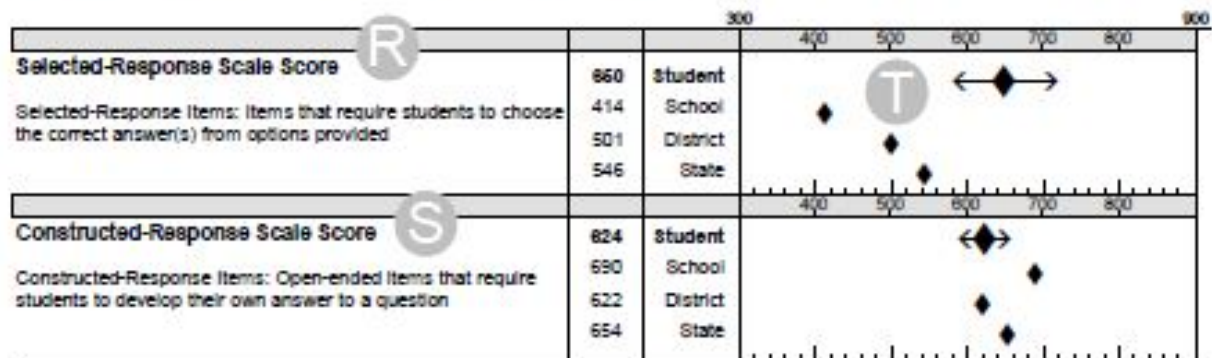 300 900
R
400 500 600 700 800
Selected-Response Scale Score
650 Student
T
Selected-Response Items: Items that require students to choose
the correct answer(s) from options provided
414 School
501 District
546 State
400 500 600 700 800
S
Constructed-Response Scale Score
624 Student
Constructed-Response Items: Open-ended items that require
students to develop their own answer to a question
690 School
622 District
654 State